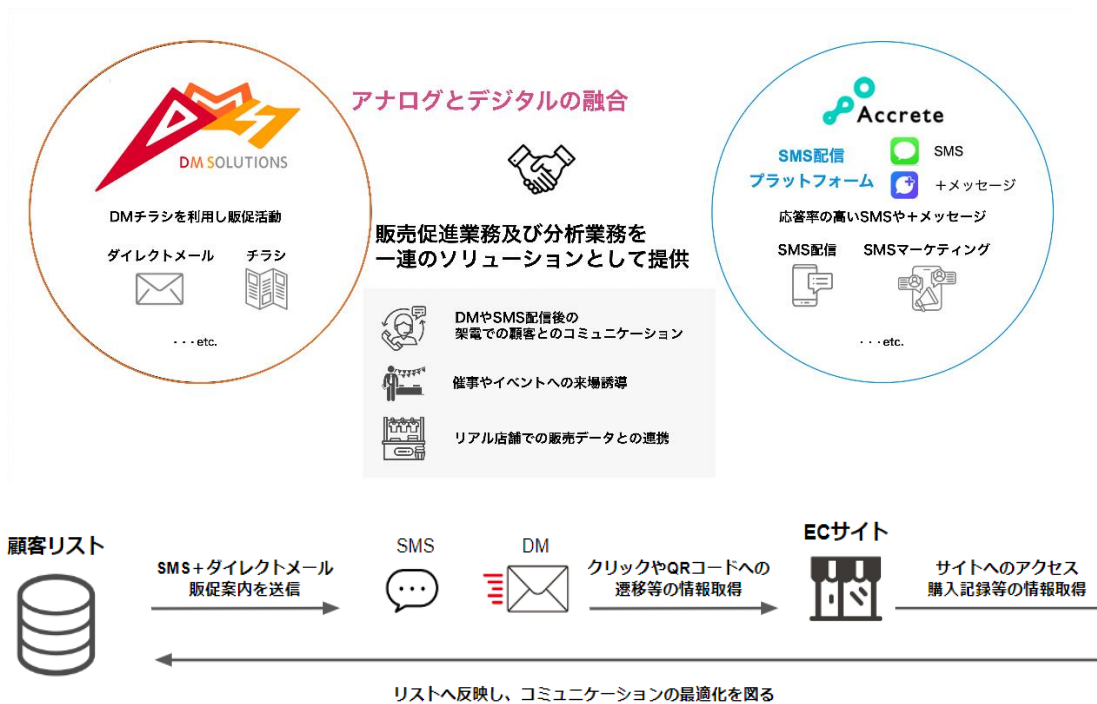 DM SOLUTIONS
DMチラシを利用し販促活動
ダイレクトメール
チラシ
・・・etc.
アナログとデジタルの融合
販売促進業務及び分析業務を
一連のソリューションとして提供
DMやSMS配信後の
架電での顧客とのコミュニケーション
催事やイベントへの来場誘導
リアル店舗での販売データとの連携
Accrete
SMS配信
プラットフォーム
SMS
+メッセージ
応答率の高いSMSや+メッセージ
SMS配信
SMSマーケティング
・・・etc.
顧客リスト
SMS+ダイレクトメール
販促案内を送信
SMS
DM
クリックやQRコードへの
遷移等の情報取得
ECサイト
サイトへのアクセス
購入記録等の情報取得
リストへ反映し、コミュニケーションの最適化を図る